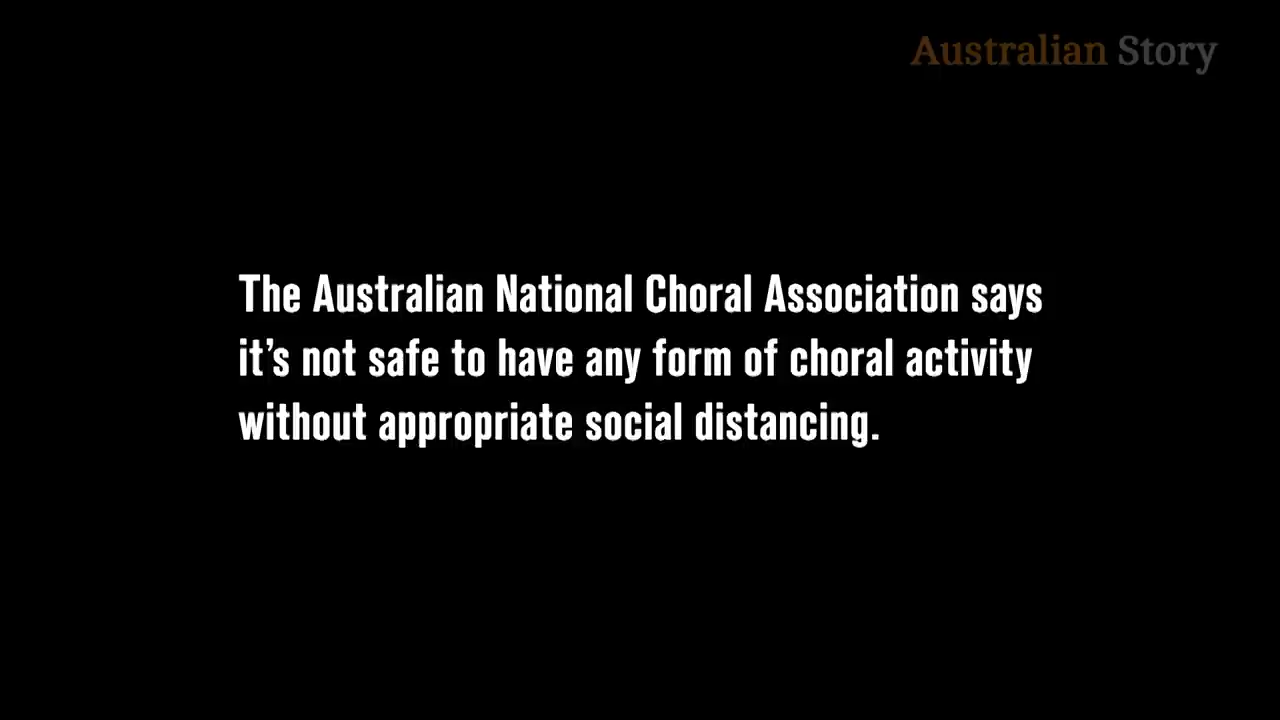 Australian Story
The Australian National Choral Association says
it’s not safe to have any form of choral activity
without appropriate social distancing.